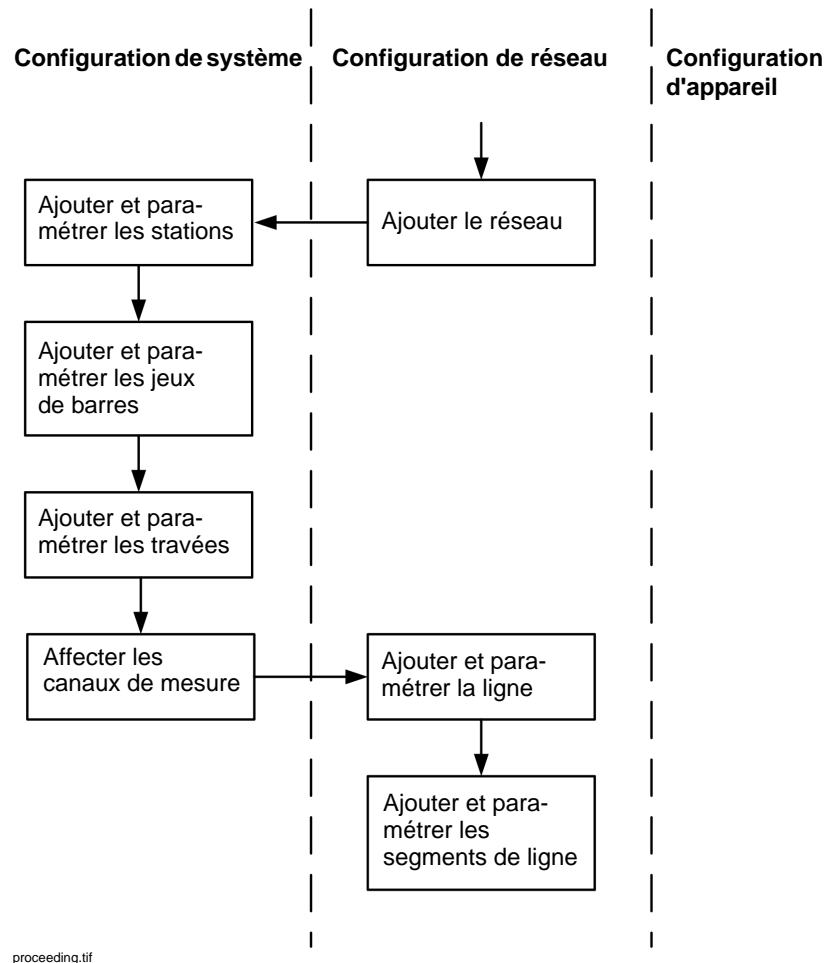 Configuration de système
Configuration de réseau
Configuration
d'appareil
Ajouter et para-
métrer les stations
Ajouter le réseau
Ajouter et para-
métrer les jeux
de barres
Ajouter et para-
métrer les travées
Affecter les
canaux de mesure
Ajouter et para-
métrer la ligne
Ajouter et para-
métrer les
segments de ligne
proceeding.tif